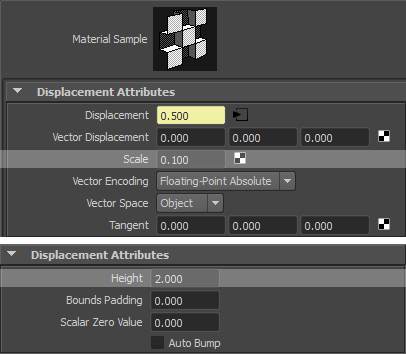 Material Sample
Displacement Attributes
Displacement 0.500
Vector Displacement 0.000 0.000 0.000
Scale 0.100
Vector Encoding Floating-Point Absolute
Vector Space Object
Tangent 0.000 0.000 0.000
Displacement Attributes
Height 2.000
Bounds Padding 0.000
Scalar Zero Value 0.000
Auto Bump